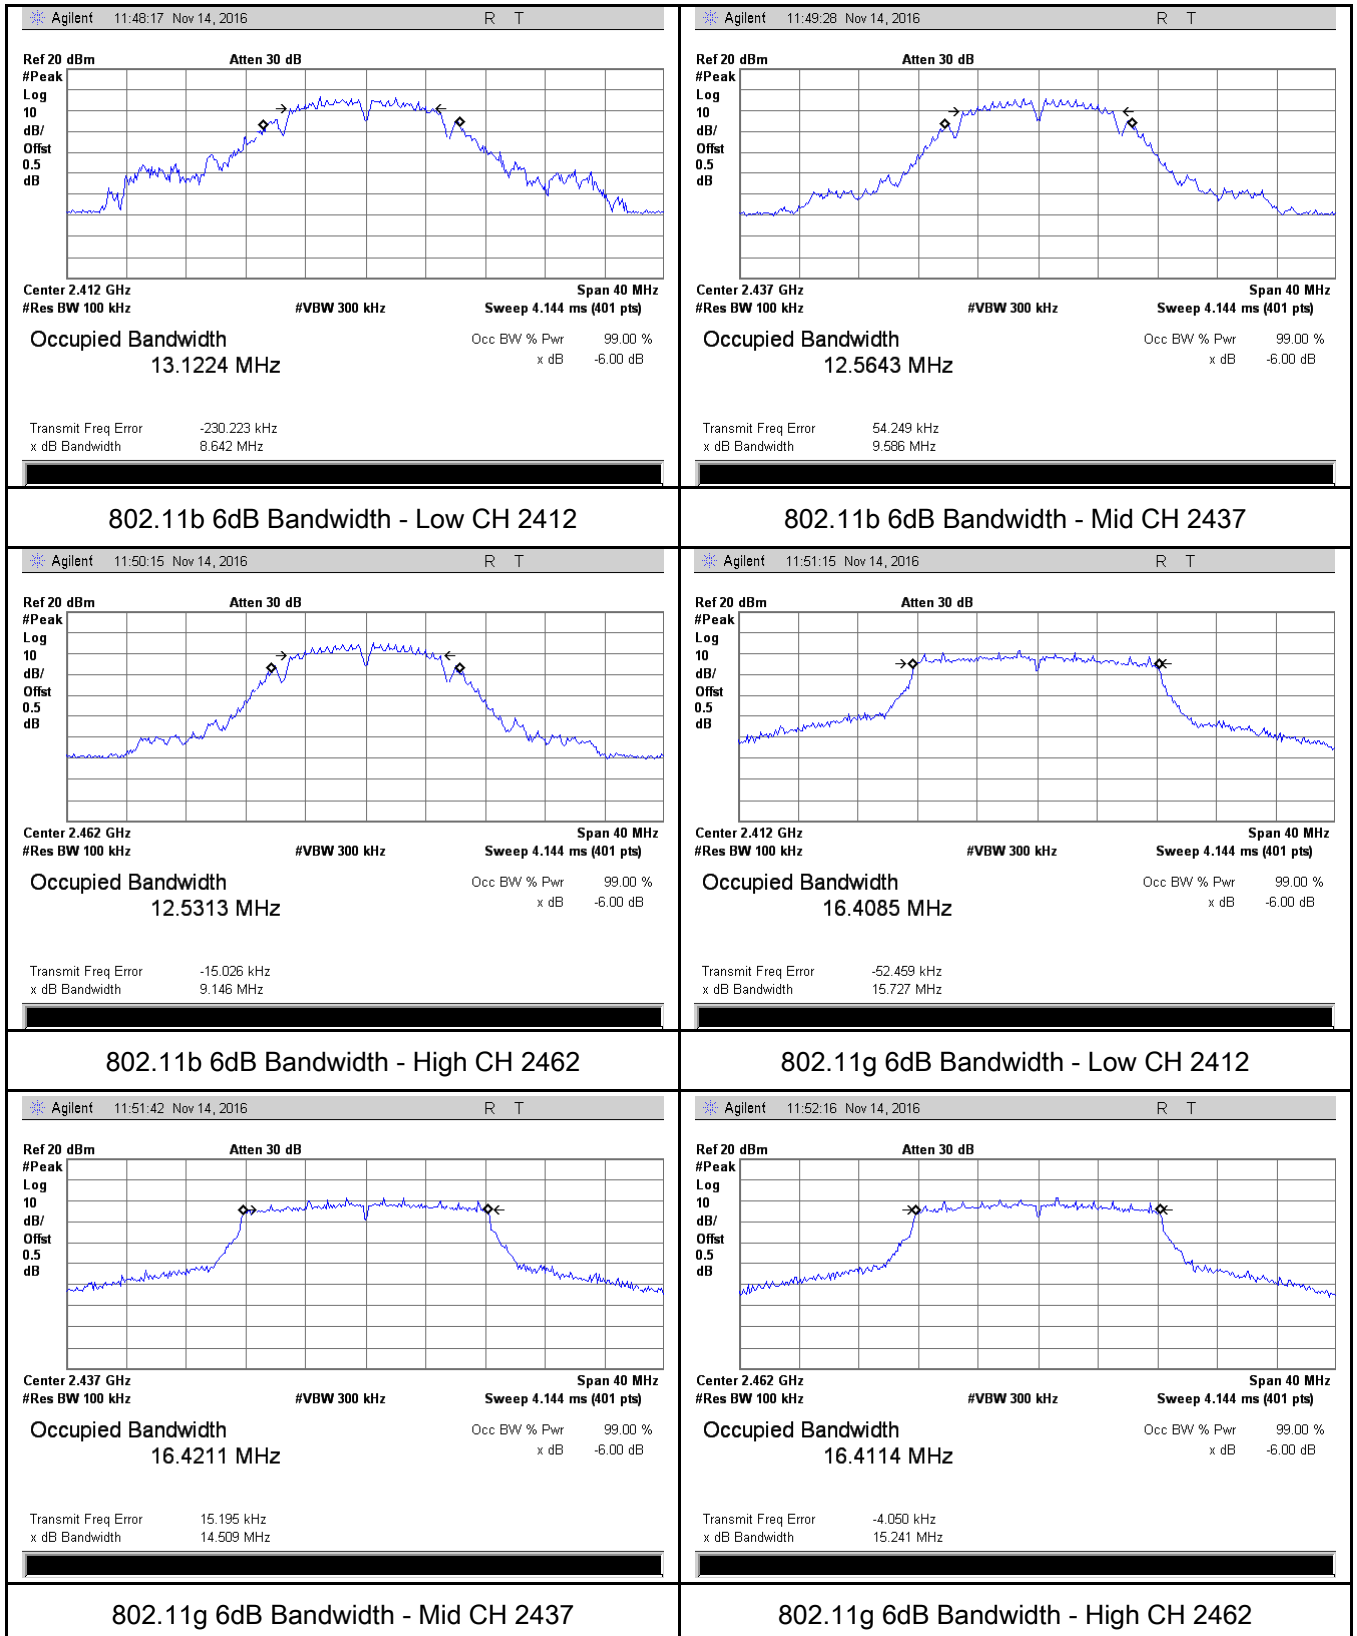 Agilent 11:48:17 Nov 14, 2016 R T
Ref 20 dBm Atten 30 dB
#Peak
Log
10
dB/
Offst
0.5
dB
Center 2.412 GHz Span 40 MHz
#Res BW 100 kHz #VBW 300 kHz Sweep 4.144 ms (401 pts)
Occupied Bandwidth Occ BW % Pwr 99.00 %
13.1224 MHz x dB -6.00 dB
Transmit Freq Error -230.223 kHz
x dB Bandwidth 8.642 MHz
802.11b 6dB Bandwidth - Low CH 2412
Agilent 11:49:28 Nov 14, 2016 R T
Ref 20 dBm Atten 30 dB
#Peak
Log
10
dB/
Offst
0.5
dB
Center 2.437 GHz Span 40 MHz
#Res BW 100 kHz #VBW 300 kHz Sweep 4.144 ms (401 pts)
Occupied Bandwidth Occ BW % Pwr 99.00 %
12.5643 MHz x dB -6.00 dB
Transmit Freq Error 54.249 kHz
x dB Bandwidth 9.586 MHz
802.11b 6dB Bandwidth - Mid CH 2437
Agilent 11:50:15 Nov 14, 2016 R T
Ref 20 dBm Atten 30 dB
#Peak
Log
10
dB/
Offst
0.5
dB
Center 2.462 GHz Span 40 MHz
#Res BW 100 kHz #VBW 300 kHz Sweep 4.144 ms (401 pts)
Occupied Bandwidth Occ BW % Pwr 99.00 %
12.5313 MHz x dB -6.00 dB
Transmit Freq Error -15.026 kHz
x dB Bandwidth 9.146 MHz
802.11b 6dB Bandwidth - High CH 2462
Agilent 11:51:15 Nov 14, 2016 R T
Ref 20 dBm Atten 30 dB
#Peak
Log
10
dB/
Offst
0.5
dB
Center 2.412 GHz Span 40 MHz
#Res BW 100 kHz #VBW 300 kHz Sweep 4.144 ms (401 pts)
Occupied Bandwidth Occ BW % Pwr 99.00 %
16.4085 MHz x dB -6.00 dB
Transmit Freq Error -52.459 kHz
x dB Bandwidth 15.727 MHz
802.11g 6dB Bandwidth - Low CH 2412
Agilent 11:51:42 Nov 14, 2016 R T
Ref 20 dBm Atten 30 dB
#Peak
Log
10
dB/
Offst
0.5
dB
Center 2.437 GHz Span 40 MHz
#Res BW 100 kHz #VBW 300 kHz Sweep 4.144 ms (401 pts)
Occupied Bandwidth Occ BW % Pwr 99.00 %
16.4211 MHz x dB -6.00 dB
Transmit Freq Error 15.195 kHz
x dB Bandwidth 14.509 MHz
802.11g 6dB Bandwidth - Mid CH 2437
Agilent 11:52:16 Nov 14, 2016 R T
Ref 20 dBm Atten 30 dB
#Peak
Log
10
dB/
Offst
0.5
dB
Center 2.462 GHz Span 40 MHz
#Res BW 100 kHz #VBW 300 kHz Sweep 4.144 ms (401 pts)
Occupied Bandwidth Occ BW % Pwr 99.00 %
16.4114 MHz x dB -6.00 dB
Transmit Freq Error -4.050 kHz
x dB Bandwidth 15.241 MHz
802.11g 6dB Bandwidth - High CH 2462